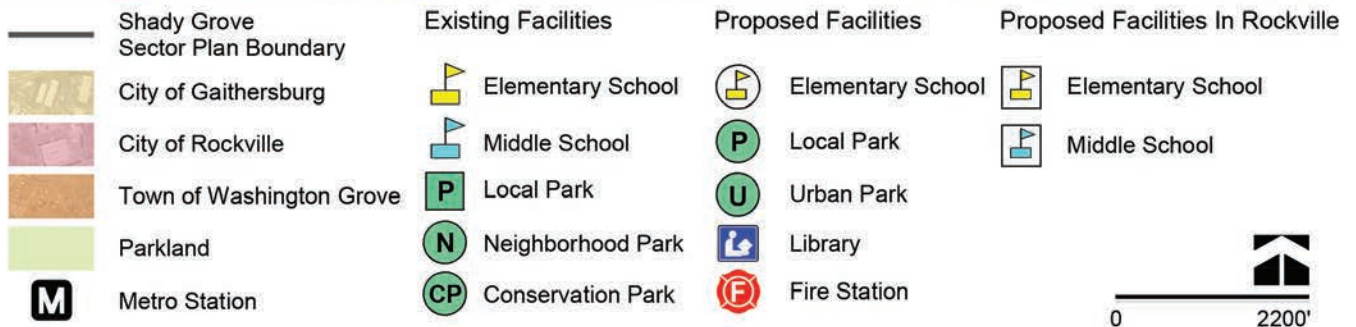 Shady Grove
Sector Plan Boundary
City of Gaithersburg
City of Rockville
Town of Washington Grove
Parkland
M
Metro Station
Existing Facilities
Elementary School
Middle School
P
Local Park
N
Neighborhood Park
CP
Conservation Park
Proposed Facilities
Elementary School
P
Local Park
U
Urban Park
Library
F
Fire Station
Proposed Facilities In Rockville
Elementary School
Middle School
0 2200'